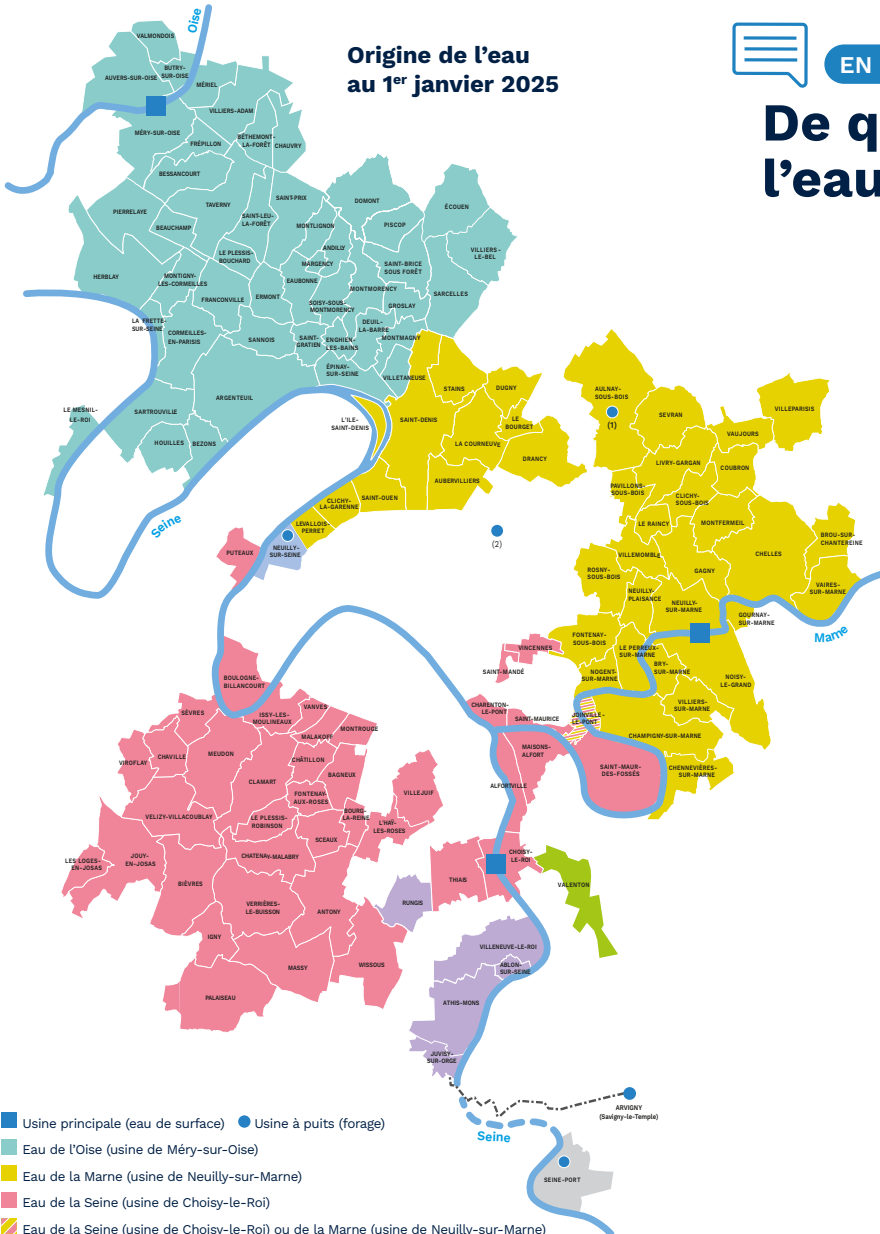 Oise
Origine de l’eau
au 1er janvier 2025
EN
De q
l’eau
VALMONDOIS
BUTRY-
SUR-OISE
AUVERS-SUR-OISE
MÉRIEL
VILLIERS-ADAM
MÉRY-SUR-OISE
FRÉPILLON
BÉTHEMONT-
LA-FORÊT
CHAUVRY
BESSANCOURT
PIERRELAYE
TAVERNY
SAINT-PRIX
BEAUCHAMP
SAINT-LEU-
LA-FORÊT
MONTLIGNON
DOMONT
PISCOP
ÉCOUEN
VILLIERS-
LE-BEL
ANDILLY
LE PLESSIS-
BOUCHARD
MARGENCY
SAINT-BRICE
SOUS FORÊT
HERBLAY
MONTIGNY-
LES-CORMEILLES
EAUBONNE
MONTMORENCY
SARCELLES
FRANCONVILLE
ERMONT
SOISY-SOUS-
MONTMORENCY
GROSLAY
LA FRETTE-
SUR-SEINE
CORMEILLES-
EN-PARISIS
SANNOIS
SAINT-
GRATIEN
ENGHIEN-
LES-BAINS
DEUIL-
LA-BARRE
MONTMAGNY
ÉPINAY-
SUR-SEINE
VILLETANEUSE
ARGENTEUIL
LE MESNIL-
LE-ROI
SARTROUVILLE
HOUILLES
BEZONS
L’ILE-
SAINT-DENIS
SAINT-DENIS
STAINS
DUGNY
LE
BOURGET
LA COURNEUVE
DRANCY
AUBERVILLIERS
SAINT-OUEN
CLICHY-
LA-GARENNE
LEVALLOIS-
PERRET
NEUILLY-
SUR-SEINE
PUTEAUX
Seine
AULNAY-
SOUS-BOIS
(1)
SEVRAN
VILLEPARISIS
VAUJOURS
LIVRY-GARGAN
COUBRON
PAVILLONS-
SOUS-BOIS
CLICHY-
SOUS-BOIS
LE RAINCY
MONTFERMEIL
(2)
VILLEMOMBLE
CHELLES
BROU-SUR-
CHANTEREINE
ROSNY-
SOUS-BOIS
GAGNY
VAIRES-
SUR-MARNE
NEUILLY-
PLAISANCE
NEUILLY-
SUR-MARNE
GOURNAY-
SUR-MARNE
Marne
FONTENAY-
SOUS-BOIS
LE PERREUX-
SUR-MARNE
BRY-
SUR-MARNE
NOGENT-
SUR-MARNE
NOISY-
LE-GRAND
VINCENNES
SAINT-MANDÉ
VILLIERS-
SUR-MARNE
CHARENTON-
LE-PONT
SAINT-MAURICE
JOINVILLE-
LE-PONT
CHAMPIGNY-SUR-MARNE
MAISONS-
ALFORT
SAINT-MAUR-
DES-FOSSÉS
CHENNEVIÈRES-
SUR-MARNE
ALFORTVILLE
BOULOGNE-
BILLANCOURT
SÈVRES
ISSY-LES-
MOULINEAUX
VANVES
MALAKOFF
MONTROUGE
VIROFLAY
CHAVILLE
MEUDON
CHÂTILLON
CLAMART
BAGNEUX
FONTENAY-
AUX-ROSES
VILLEJUIF
VELIZY-VILLACOUBLAY
LE PLESSIS-
ROBINSON
BOURG-
LA-REINE
L’HAŸ-
LES-ROSES
SCEAUX
LES LOGES-
EN-JOSAS
JOUY-
EN-JOSAS
CHATENAY-MALABRY
BIÈVRES
VERRIÈRES-
LE-BUISSON
ANTONY
RUNGIS
THIAIS
CHOISY-
LE-ROI
VALENTON
IGNY
MASSY
WISSOUS
PALAISEAU
VILLENEUVE-LE-ROI
ABLON-
SUR-SEINE
ATHIS-MONS
JUVISY-
SUR-ORGE
ARVIGNY
(Savigny-le-Temple)
Seine
SEINE-PORT
Usine principale (eau de surface)
Usine à puits (forage)
Eau de l’Oise (usine de Méry-sur-Oise)
Eau de la Marne (usine de Neuilly-sur-Marne)
Eau de la Seine (usine de Choisy-le-Roi)
Eau de la Seine (usine de Choisy-le-Roi) ou de la Marne (usine de Neuilly-sur-Marne)